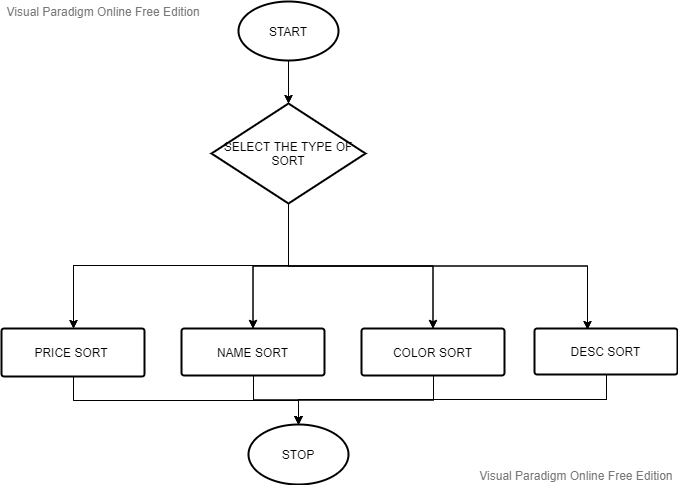 Visual Paradigm Online Free Edition
START
SELECT THE TYPE OF
SORT
PRICE SORT
NAME SORT
COLOR SORT
DESC SORT
STOP
Visual Paradigm Online Free Edition